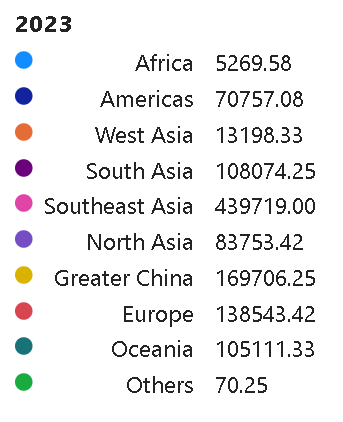 2023
Africa 5269.58
Americas 70757.08
West Asia 13198.33
South Asia 108074.25
Southeast Asia 439719.00
North Asia 83753.42
Greater China 169706.25
Europe 138543.42
Oceania 105111.33
Others 70.25